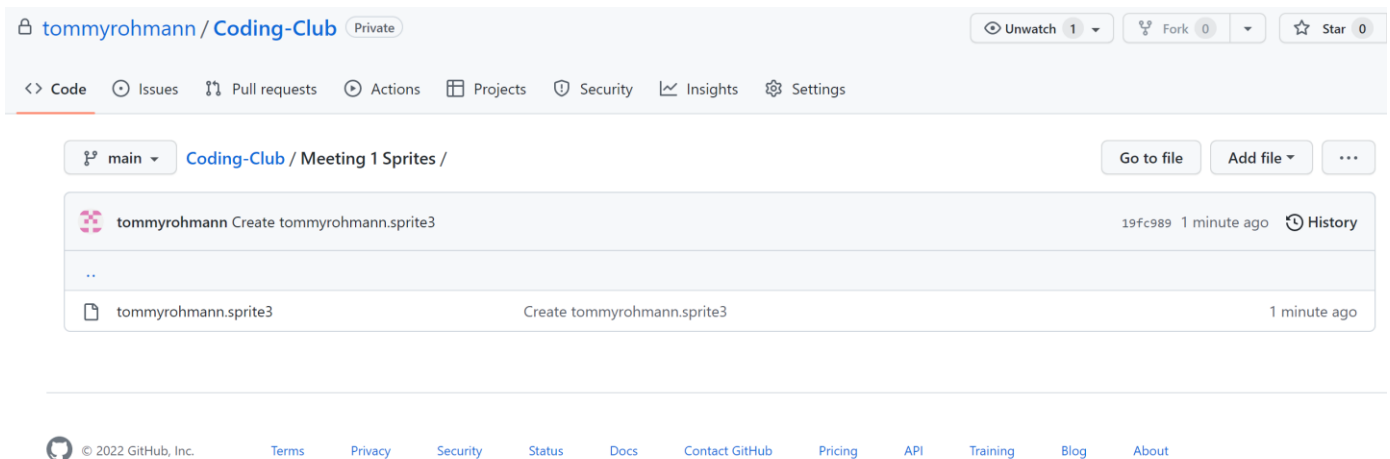 tommyrohmann / Coding-Club Private Unwatch 1 Fork 0 Star 0
<> Code Issues Pull requests Actions Projects Security Insights Settings
main Coding-Club / Meeting 1 Sprites / Go to file Add file ...
tommyrohmann Create tommyrohmann.sprite3 19fc989 1 minute ago History
..
tommyrohmann.sprite3 Create tommyrohmann.sprite3 1 minute ago
© 2022 GitHub, Inc. Terms Privacy Security Status Docs Contact GitHub Pricing API Training Blog About